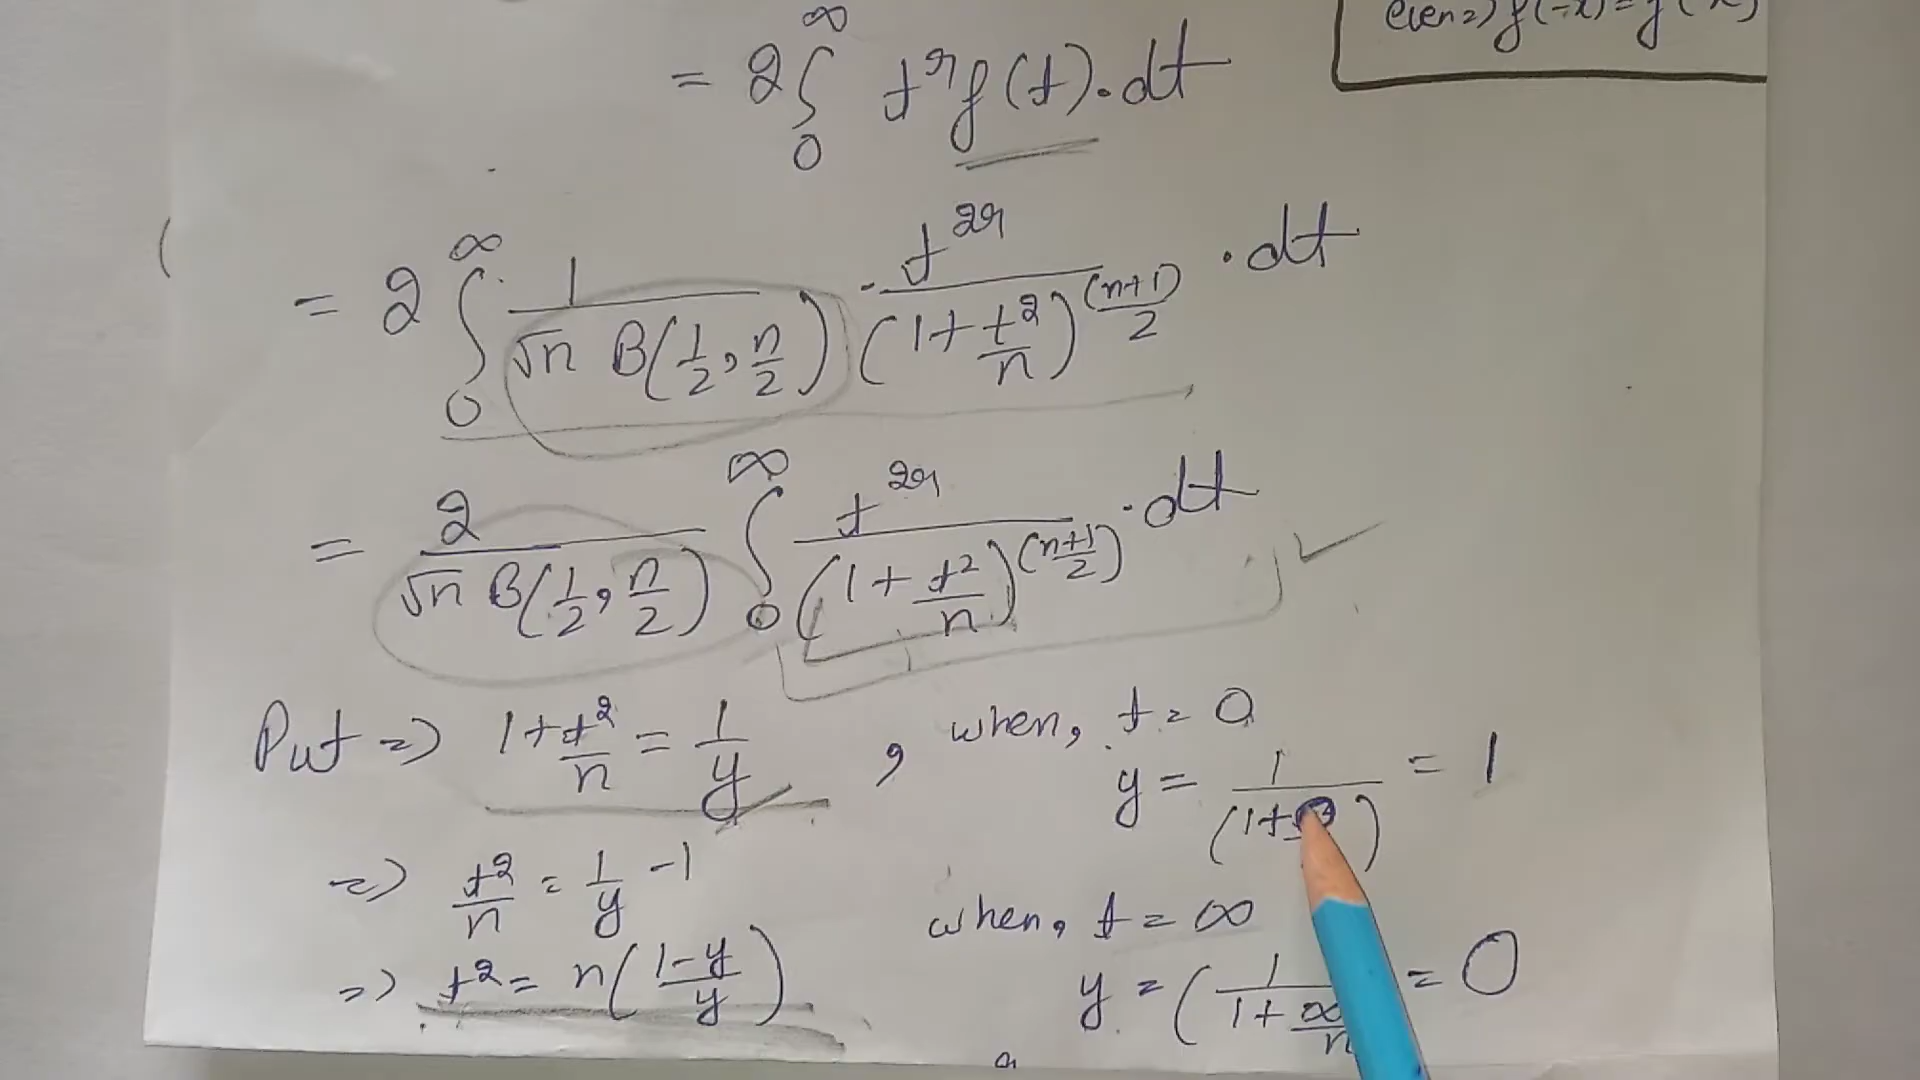 even => f(-x) = f(x)
= 2 ∫₀^∞ t^r f(t) . dt
= 2 ∫₀^∞ 1/(√n B(1/2, n/2)) . t^2r/(1 + t²/n)^((n+1)/2) . dt
= 2/(√n B(1/2, n/2)) ∫₀^∞ t^2r/(1 + t²/n)^((n+1)/2) . dt
Put => 1 + t²/n = 1/y , when, t = 0
y = 1/(1+ ) = 1
=> t²/n = 1/y - 1
when, t = ∞
=> t² = n((1-y)/y)
y = (1/(1 + ∞/n = 0